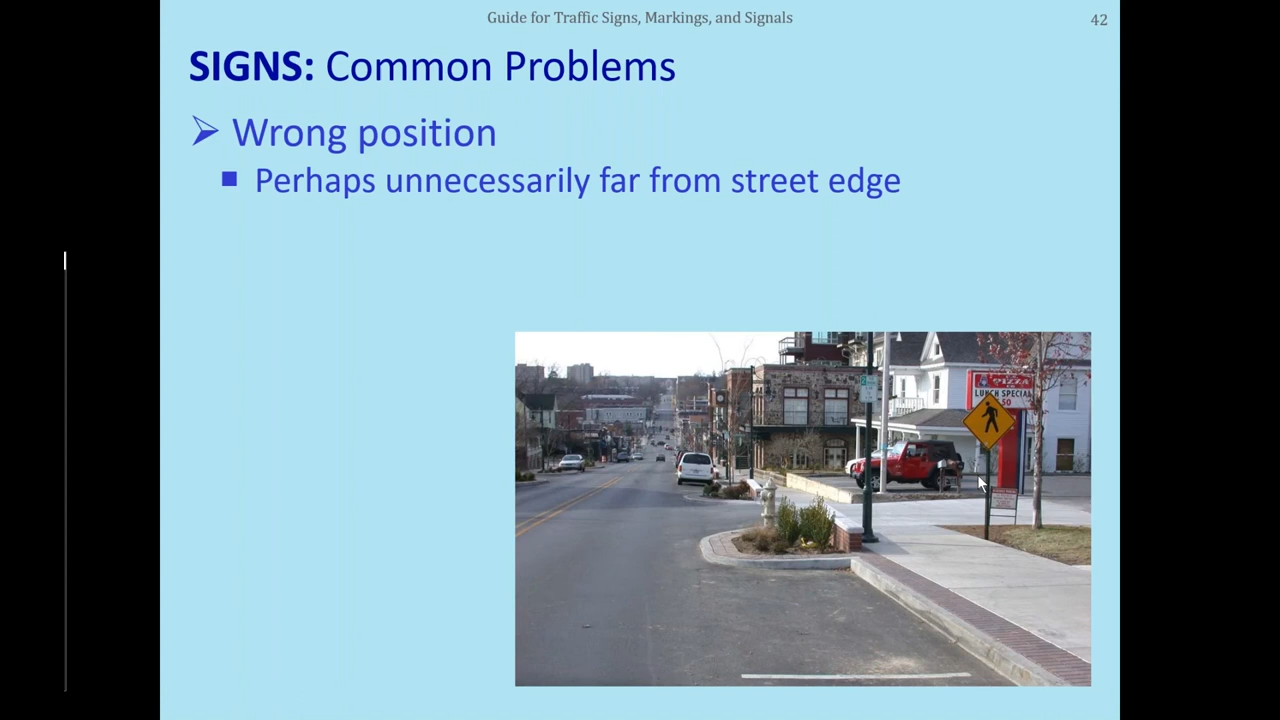 Guide for Traffic Signs, Markings, and Signals
42
SIGNS: Common Problems
Wrong position
Perhaps unnecessarily far from street edge
PIZZA
LUNCH SPECIAL
50